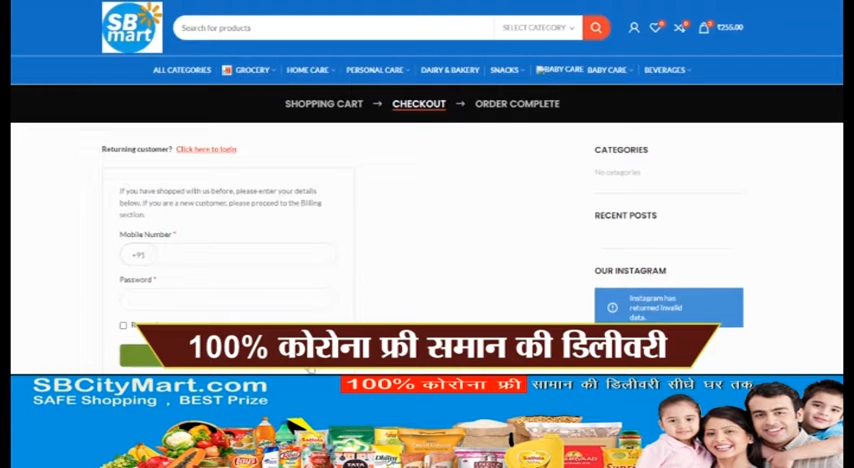 SB
mart
Search for products
SELECT CATEGORY
₹255.00
ALL CATEGORIES
GROCERY
HOME CARE
PERSONAL CARE
DAIRY & BAKERY
SNACKS
BABY CARE
BABY CARE
BEVERAGES
SHOPPING CART → CHECKOUT → ORDER COMPLETE
Returning customer? Click here to login
If you have shopped with us before, please enter your details
below. If you are a new customer, please proceed to the Billing
section.
Mobile Number *
+91
Password *
CATEGORIES
No categories
RECENT POSTS
OUR INSTAGRAM
Instagram has
returned invalid
data.
100% कोरोना फ्री समान की डिलीवरी
SBCityMart.com
SAFE Shopping , BEST Prize
100% कोरोना फ्री सामान की डिलीवरी सीधे घर तक
TATA